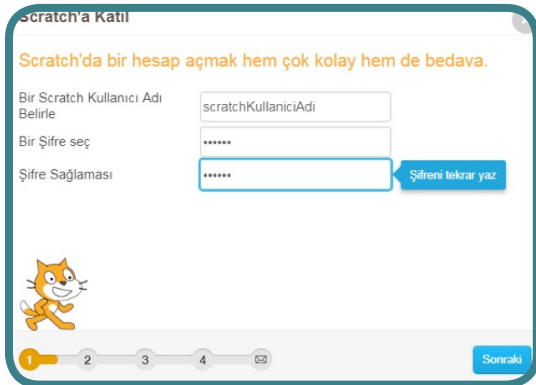 Scratch'a Katıl
Scratch'da bir hesap açmak hem çok kolay hem de bedava.
Bir Scratch Kullanıcı Adı
Belirle
scratchKullaniciAdi
Bir Şifre seç
••••••
Şifre Sağlaması
••••••
Şifreni tekrar yaz
1 2 3 4
Sonraki